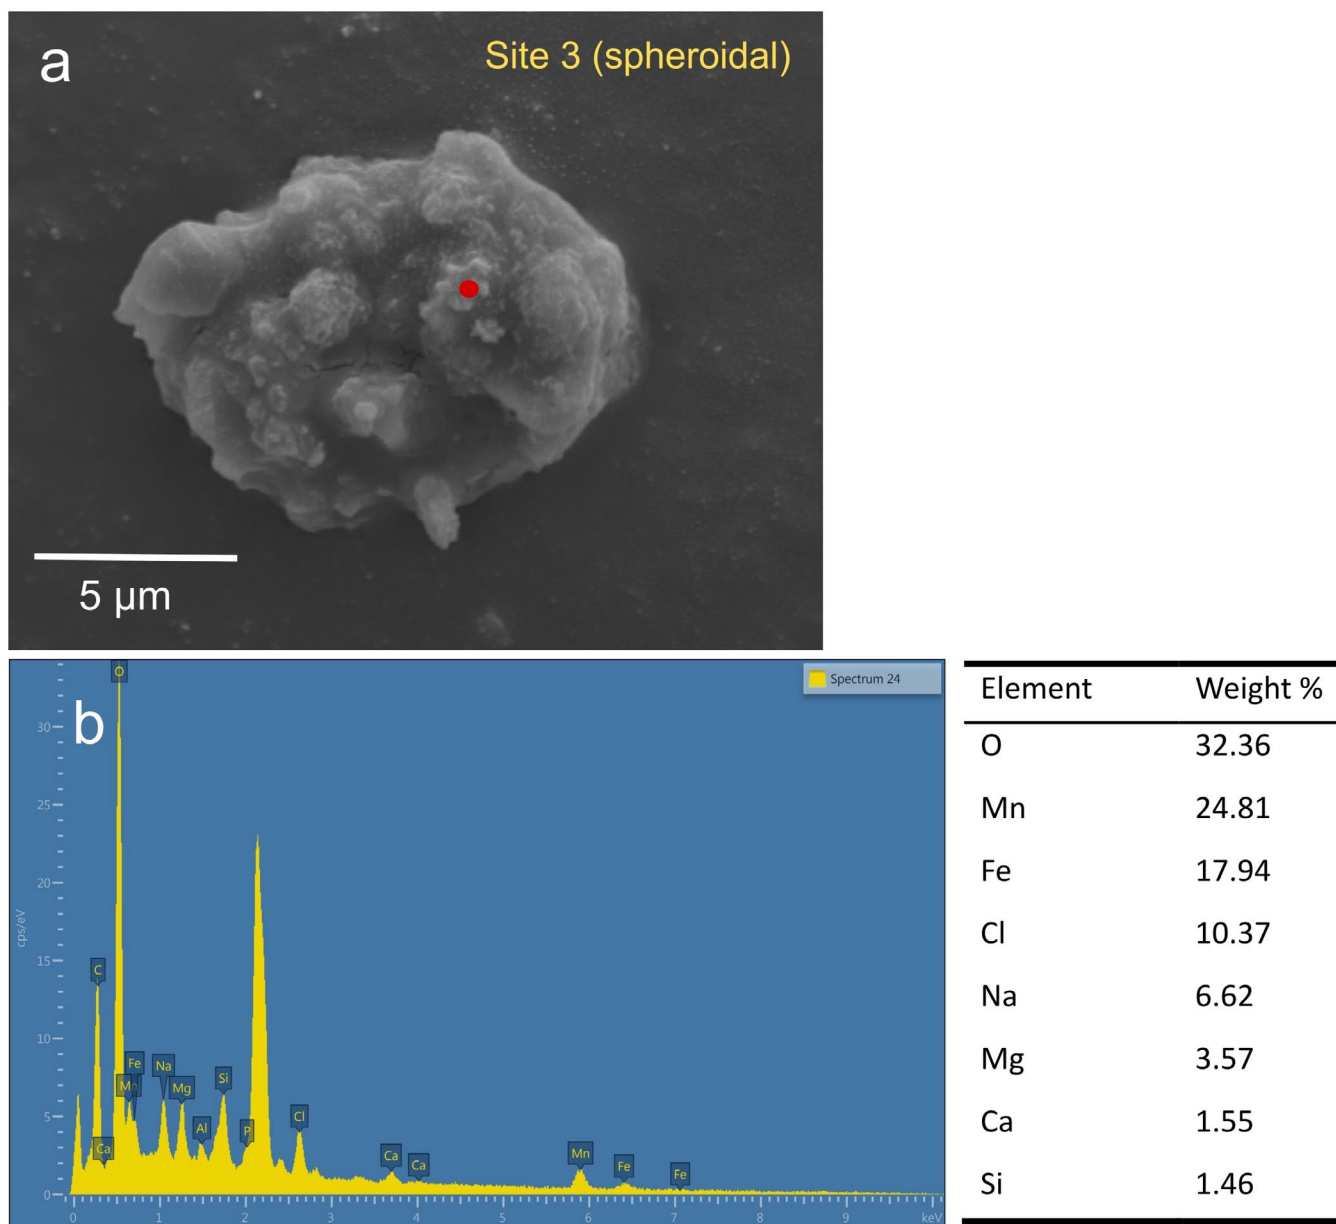 a
Site 3 (spheroidal)
5 µm
b
Spectrum 24
cps/eV
30
25
20
15
10
5
0
O
C
Ca
Mn
Fe
Na
Mg
Al
Si
P
Cl
Ca
Ca
Mn
Fe
Fe
0 1 2 3 4 5 6 7 8 9 keV
Element Weight %
O 32.36
Mn 24.81
Fe 17.94
Cl 10.37
Na 6.62
Mg 3.57
Ca 1.55
Si 1.46